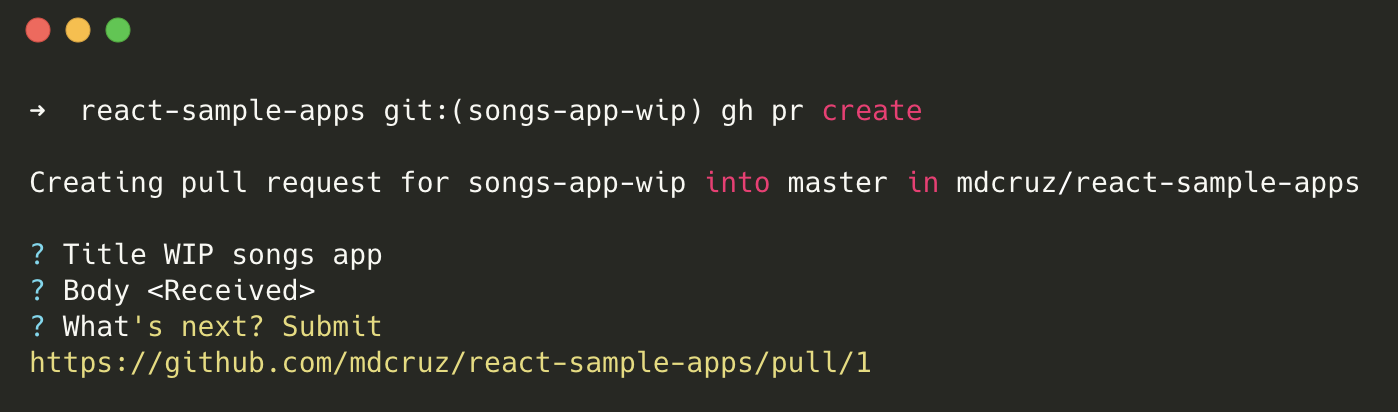 ➜  react-sample-apps git:(songs-app-wip) gh pr create
Creating pull request for songs-app-wip into master in mdcruz/react-sample-apps
? Title WIP songs app
? Body <Received>
? What's next? Submit
https://github.com/mdcruz/react-sample-apps/pull/1